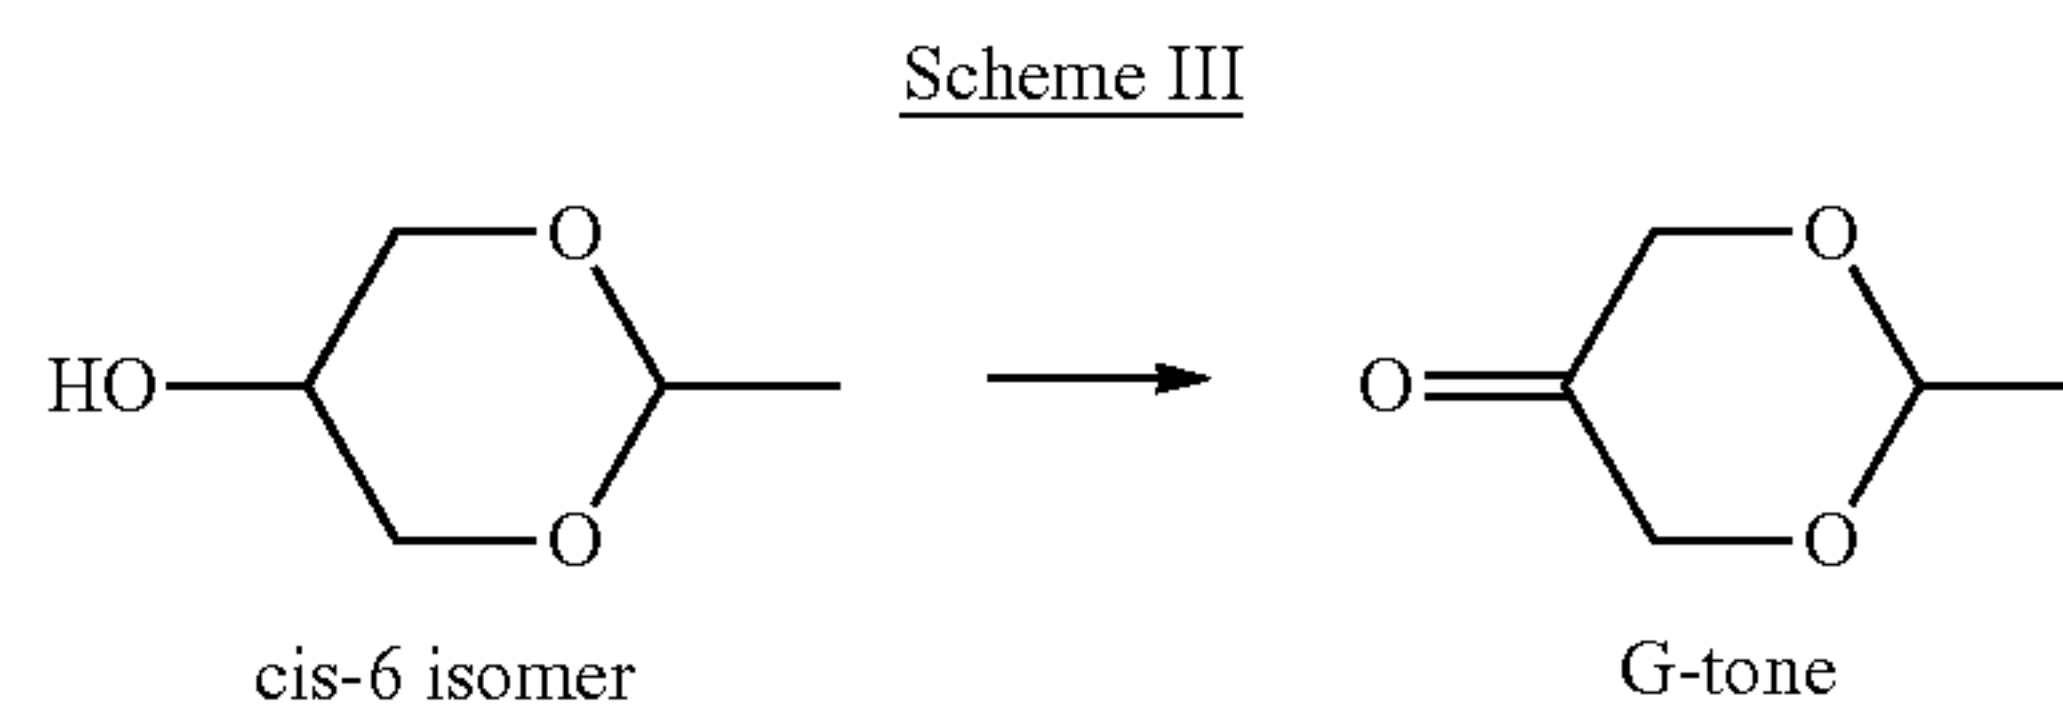 Scheme III
O
O
HO
O
O
O
O
cis-6 isomer
G-tone